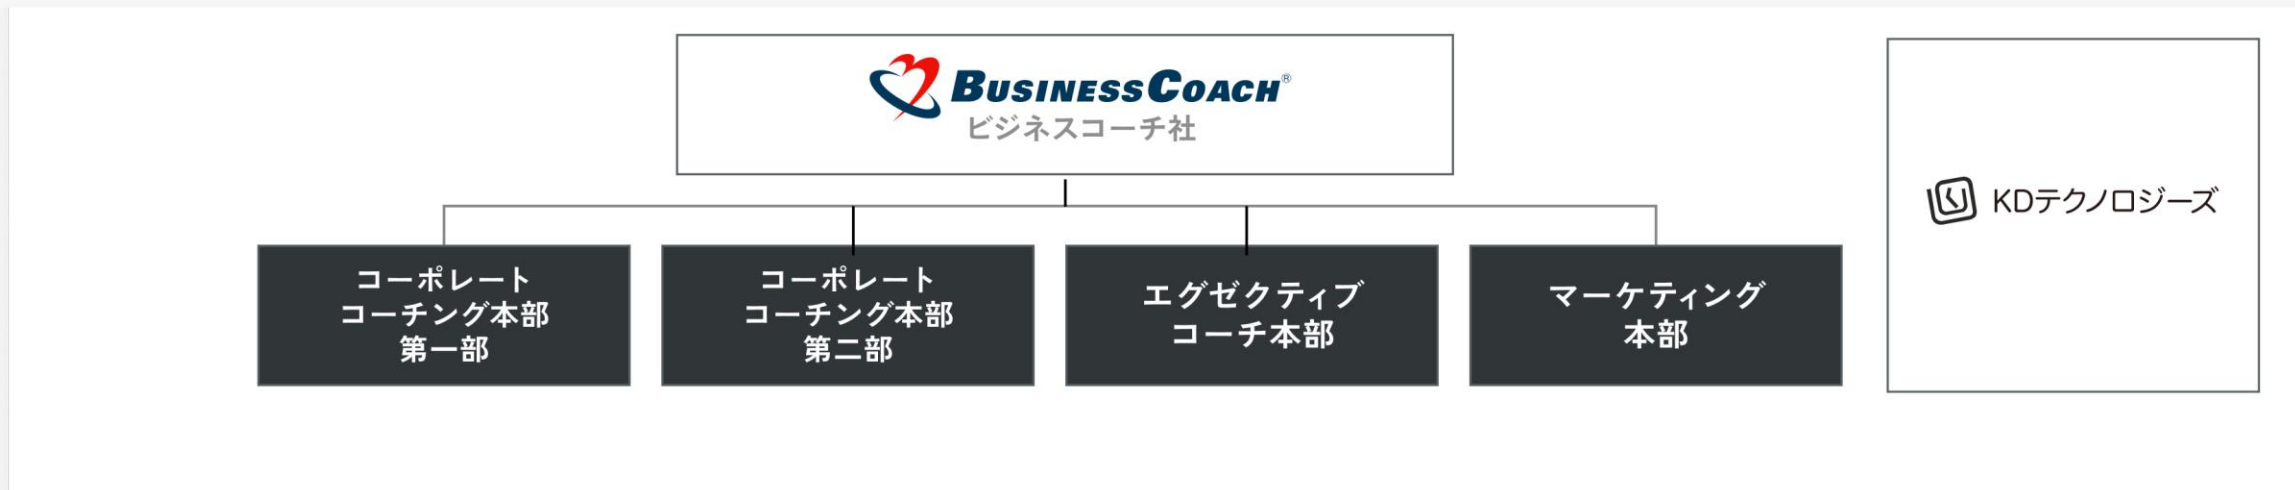 BUSINESSCOACH®
ビジネスコーチ社
コーポレート
コーチング本部
第一部
コーポレート
コーチング本部
第二部
エグゼクティブ
コーチ本部
マーケティング
本部
KDテクノロジーズ